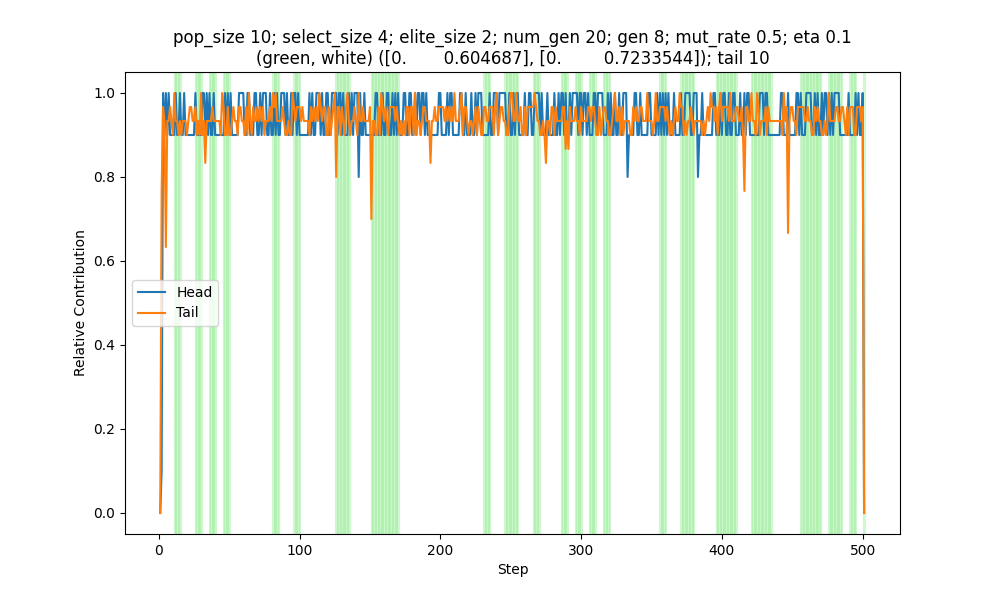 pop_size 10; select_size 4; elite_size 2; num_gen 20; gen 8; mut_rate 0.5; eta 0.1
(green, white) ([0. 0.604687], [0. 0.7233544]); tail 10
1.0
0.8
0.6
0.4
0.2
0.0
Relative Contribution
Head
Tail
0 100 200 300 400 500
Step